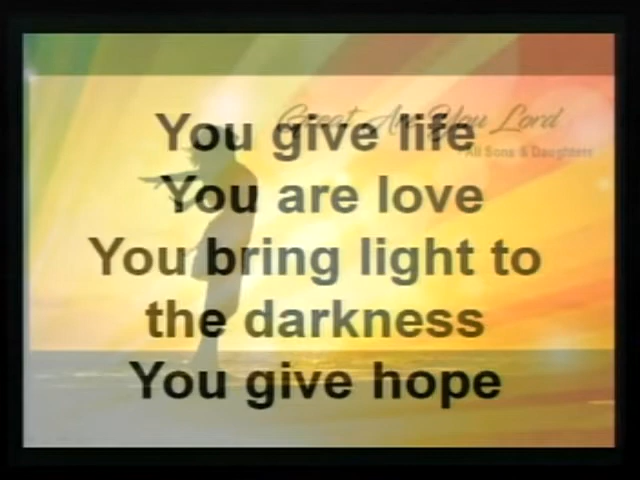 Great Are You Lord
All Sons & Daughters
You give life
You are love
You bring light to
the darkness
You give hope